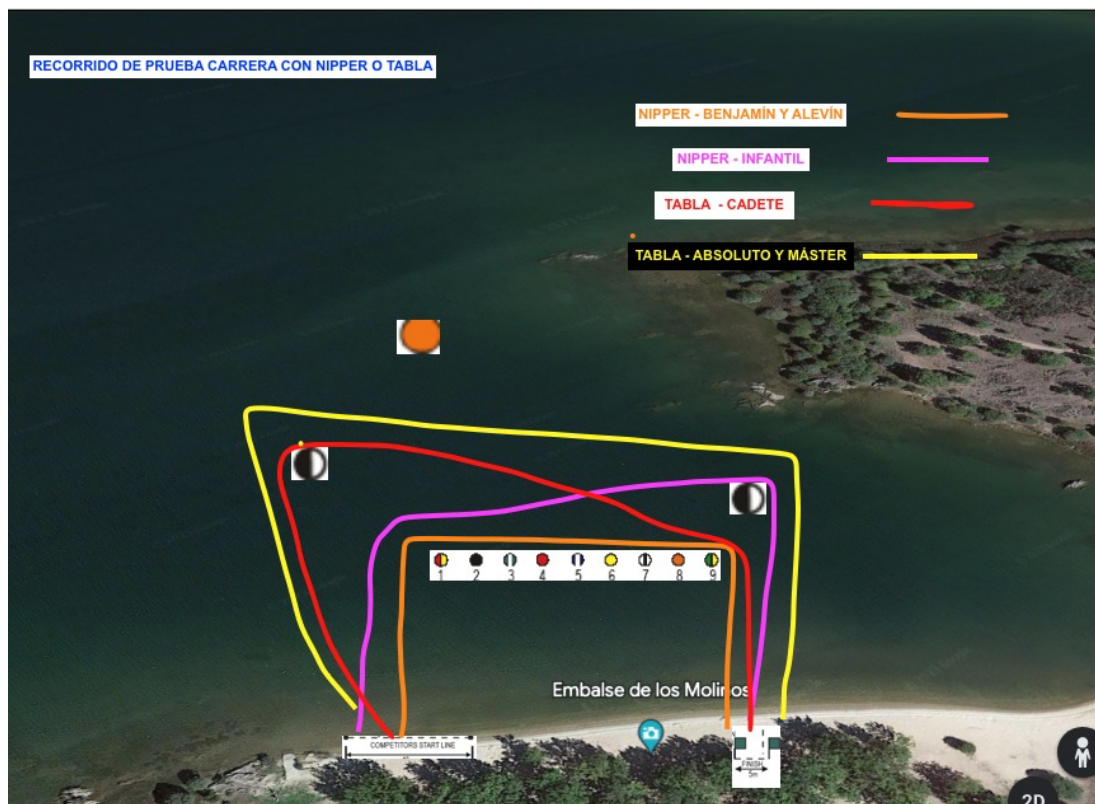 RECORRIDO DE PRUEBA CARRERA CON NIPPER O TABLA
NIPPER - BENJAMÍN Y ALEVÍN
NIPPER - INFANTIL
TABLA - CADETE
TABLA - ABSOLUTO Y MÁSTER
1 2 3 4 5 6 7 8 9
Embalse de los Molinos
COMPETITORS START LINE
FINISH
5m
2D